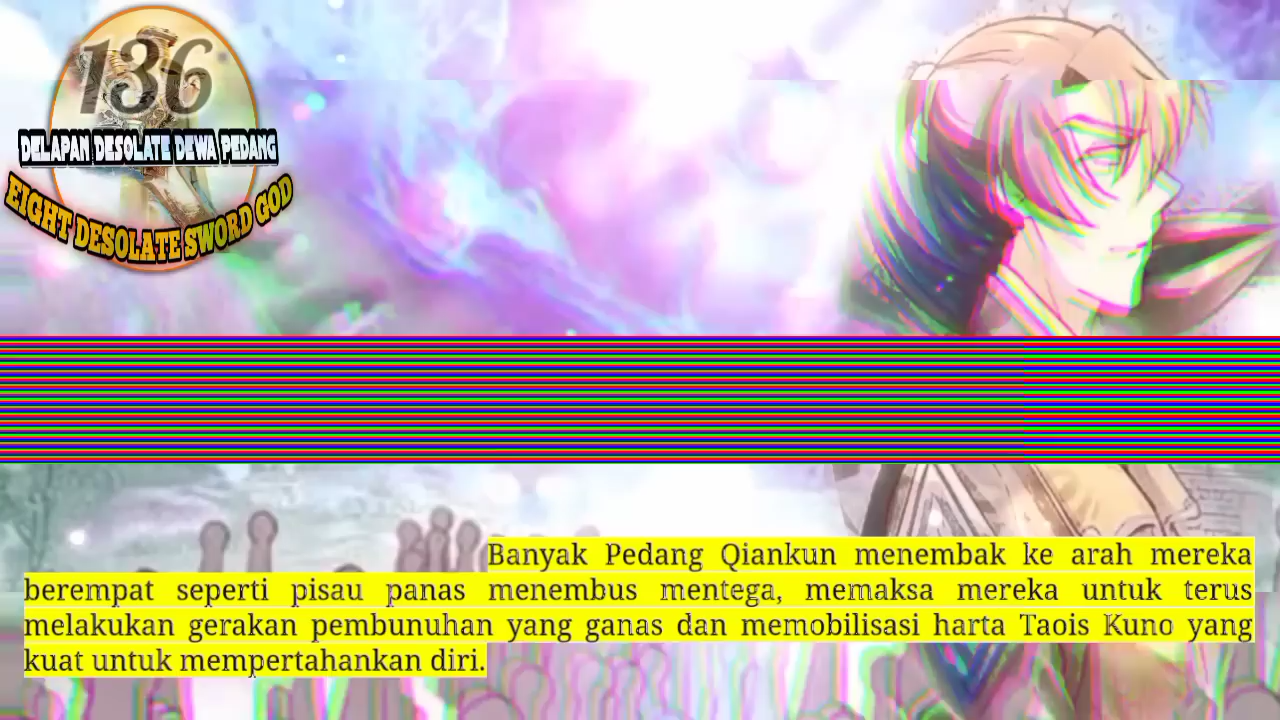 136
DELAPAN DESOLATE DEWA PEDANG
EIGHT DESOLATE SWORD GOD
Banyak Pedang Qiankun menembak ke arah mereka
berempat seperti pisau panas menembus mentega, memaksa mereka untuk terus
melakukan gerakan pembunuhan yang ganas dan memobilisasi harta Taois Kuno yang
kuat untuk mempertahankan diri.